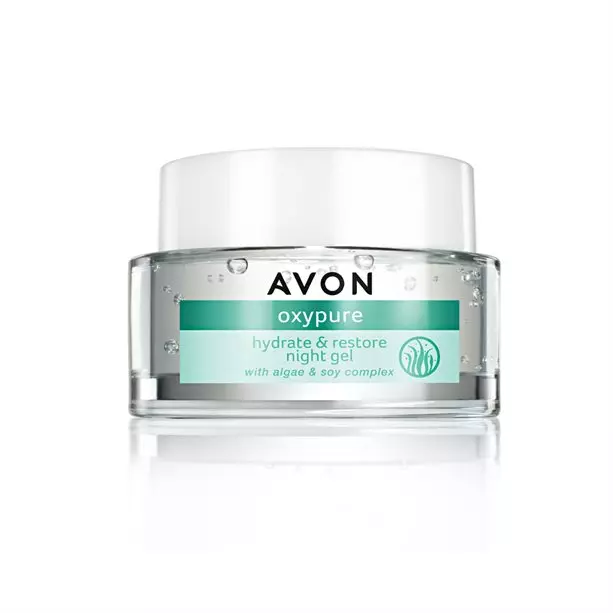 AVON
oxypure
hydrate & restore
night gel
with algae & soy complex